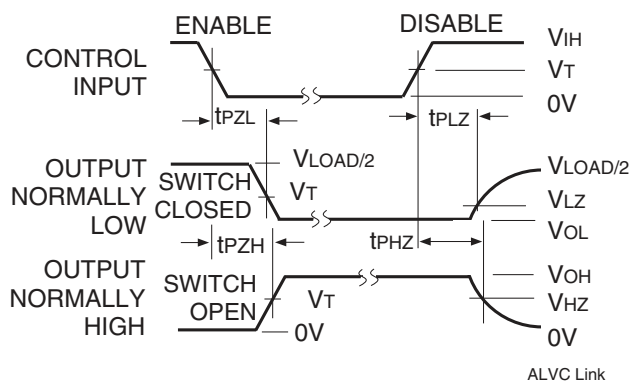 ENABLE
DISABLE
CONTROL
INPUT
VIH
VT
0V
tPZL
tPLZ
OUTPUT
NORMALLY
LOW
SWITCH
CLOSED
VLOAD/2
VT
VLOAD/2
VLZ
VOL
tPZH
tPHZ
OUTPUT
NORMALLY
HIGH
SWITCH
OPEN
VT
0V
VOH
VHZ
0V
ALVC Link